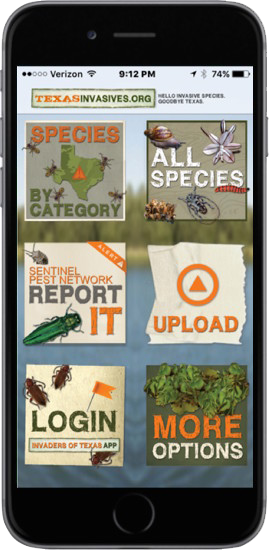 ●●○○○ Verizon 9:12 PM 74%
TEXASINVASIVES.ORG HELLO INVASIVE SPECIES.
GOODBYE TEXAS.
SPECIES
BY
CATEGORY
ALL
SPECIES
ALERT
SENTINEL
PEST NETWORK
REPORT
IT
UPLOAD
LOGIN
INVADERS OF TEXAS APP
MORE
OPTIONS